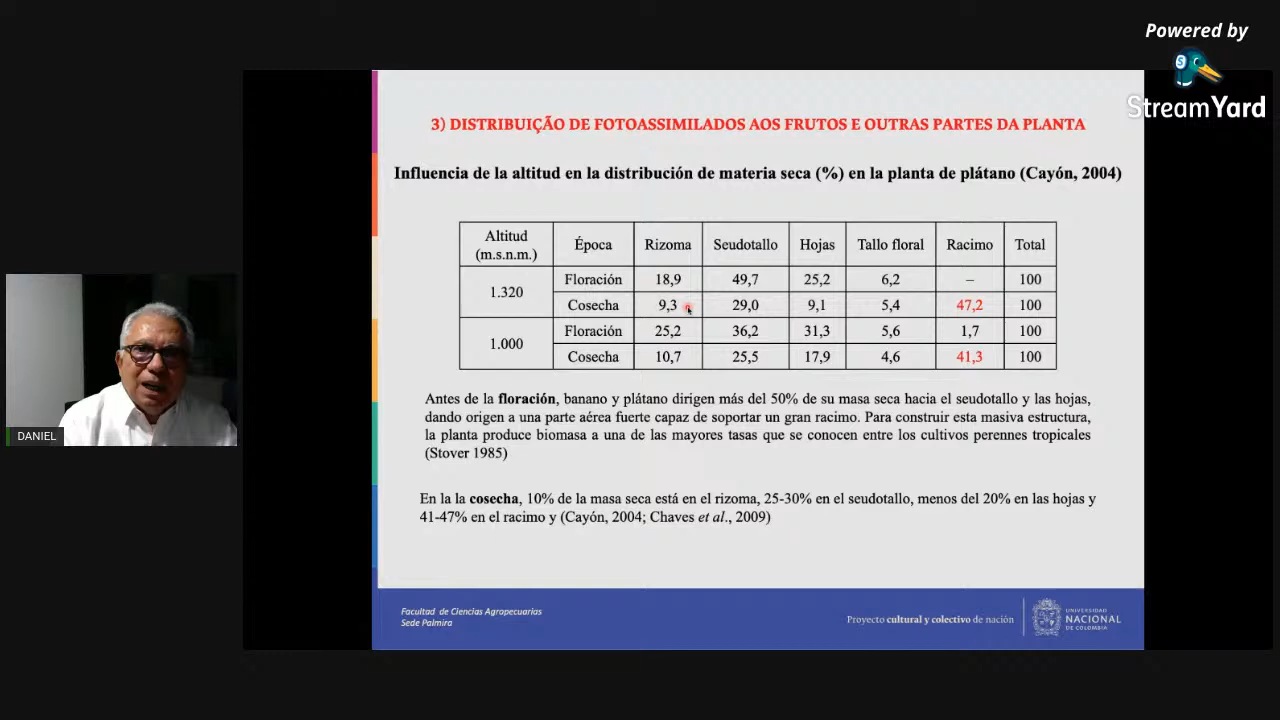 Powered by
StreamYard
3) DISTRIBUIÇÃO DE FOTOASSIMILADOS AOS FRUTOS E OUTRAS PARTES DA PLANTA
Influencia de la altitud en la distribución de materia seca (%) en la planta de plátano (Cayón, 2004)
Altitud (m.s.n.m.) Época Rizoma Seudotallo Hojas Tallo floral Racimo Total
1.320 Floración 18,9 49,7 25,2 6,2 – 100
Cosecha 9,3 29,0 9,1 5,4 47,2 100
1.000 Floración 25,2 36,2 31,3 5,6 1,7 100
Cosecha 10,7 25,5 17,9 4,6 41,3 100
Antes de la floración, banano y plátano dirigen más del 50% de su masa seca hacia el seudotallo y las hojas,
dando origen a una parte aérea fuerte capaz de soportar un gran racimo. Para construir esta masiva estructura,
la planta produce biomasa a una de las mayores tasas que se conocen entre los cultivos perennes tropicales
(Stover 1985)
En la la cosecha, 10% de la masa seca está en el rizoma, 25-30% en el seudotallo, menos del 20% en las hojas y
41-47% en el racimo y (Cayón, 2004; Chaves et al., 2009)
DANIEL
Facultad de Ciencias Agropecuarias
Sede Palmira
Proyecto cultural y colectivo de nación
UNIVERSIDAD
NACIONAL
DE COLOMBIA